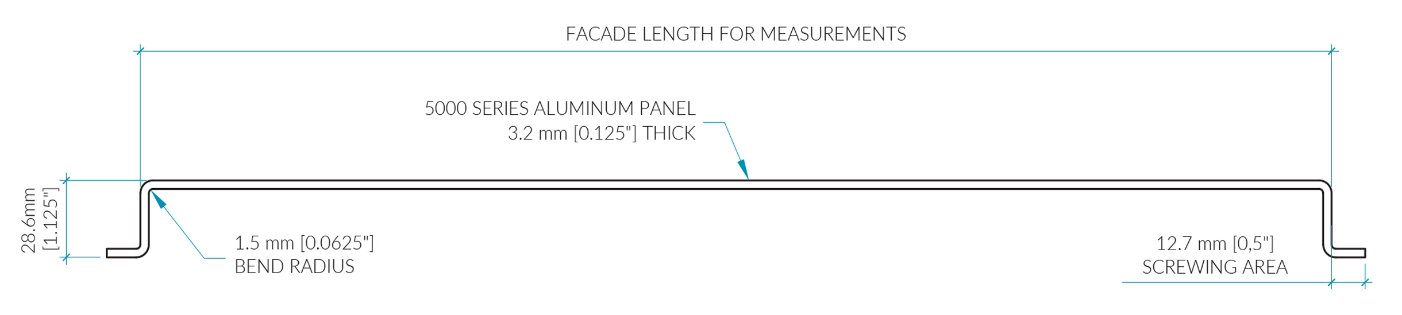 FACADE LENGTH FOR MEASUREMENTS
5000 SERIES ALUMINUM PANEL
3.2 mm [0.125"] THICK
28.6mm
[1.125"]
1.5 mm [0.0625"]
BEND RADIUS
12.7 mm [0,5"]
SCREWING AREA